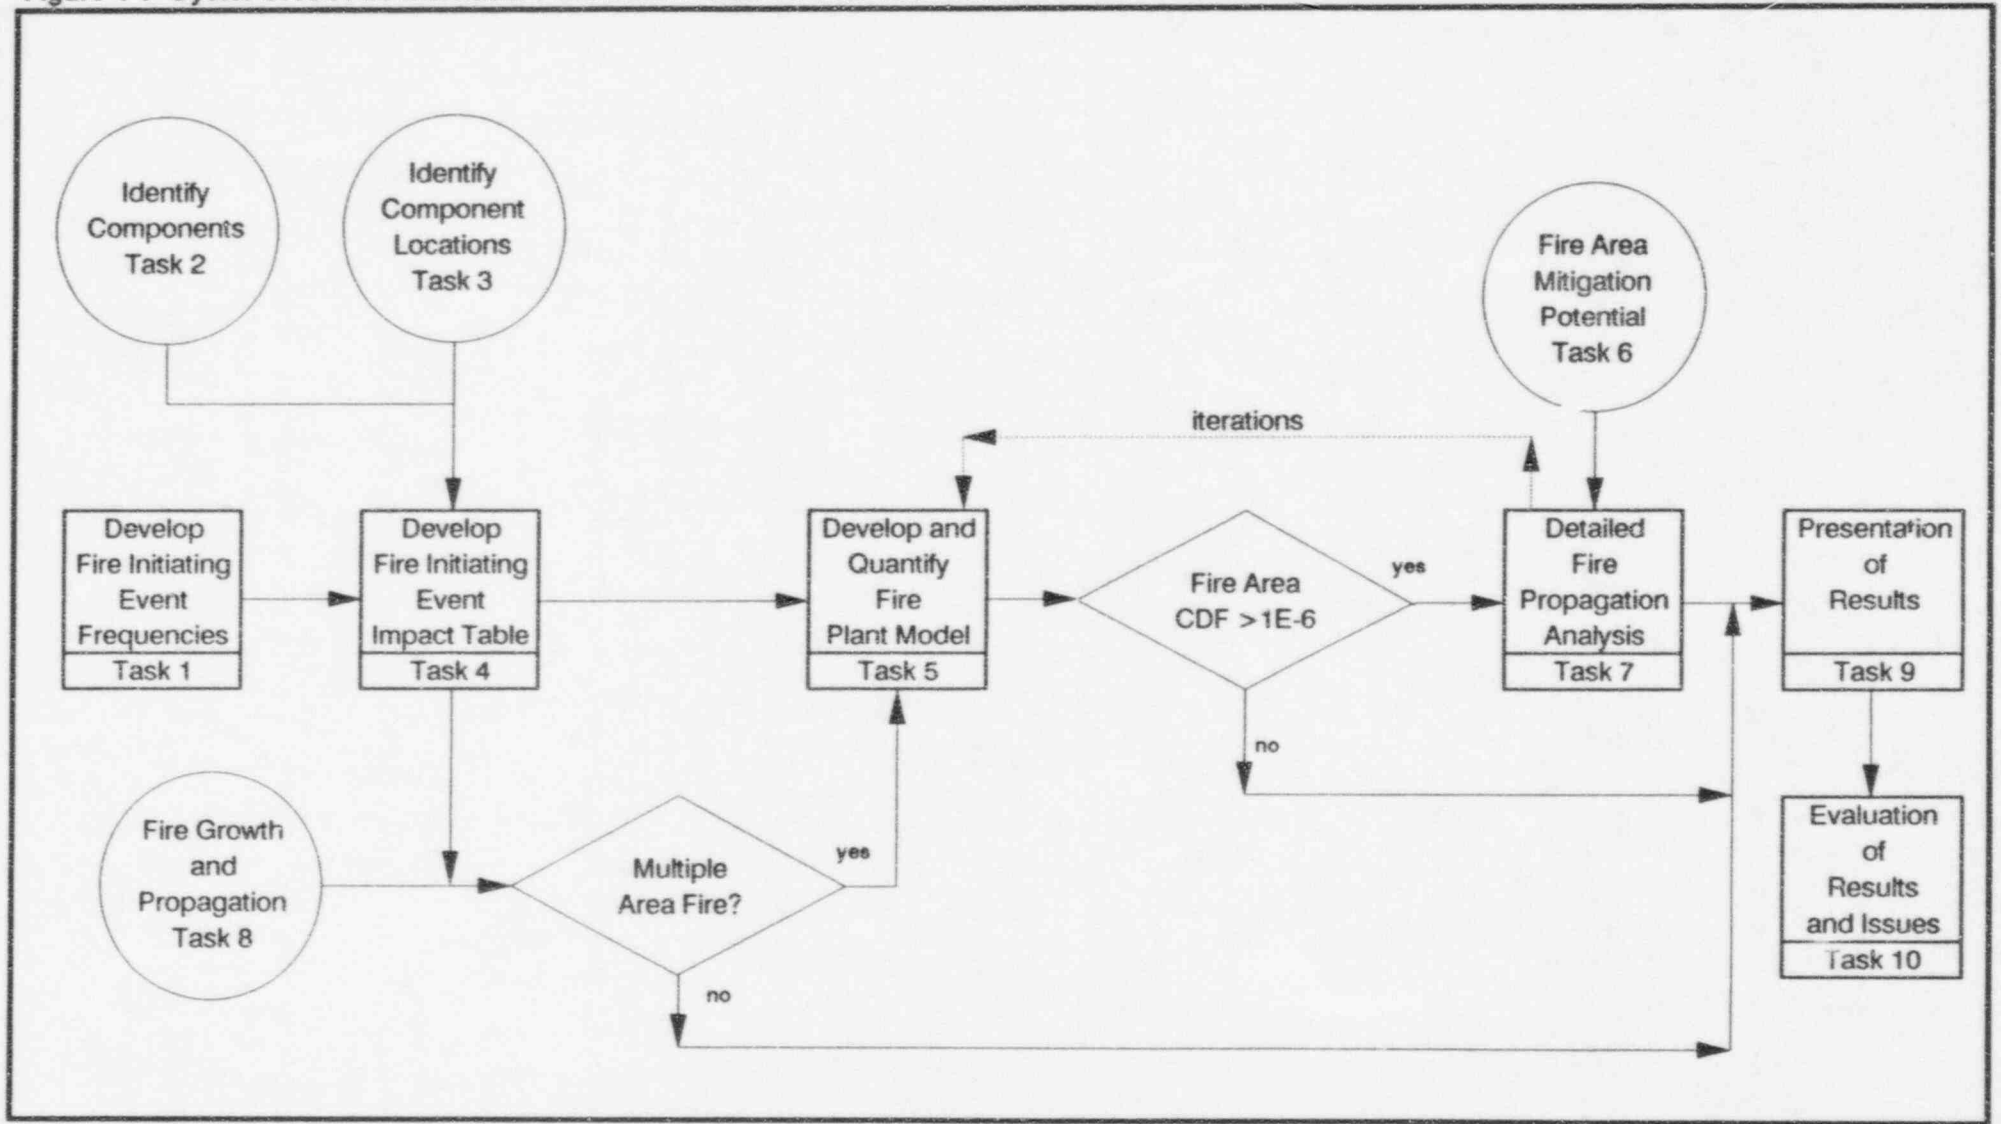 Identify
Components
Task 2
Identify
Component
Locations
Task 3
Fire Area
Mitigation
Potential
Task 6
iterations
Develop
Fire Initiating
Event
Frequencies
Task 1
Develop
Fire Initiating
Event
Impact Table
Task 4
Develop and
Quantify
Fire
Plant Model
Task 5
Fire Area
CDF >1E-6
yes
no
Detailed
Fire
Propagation
Analysis
Task 7
Presentation
of
Results
Task 9
Fire Growth
and
Propagation
Task 8
Multiple
Area Fire?
yes
no
Evaluation
of
Results
and Issues
Task 10